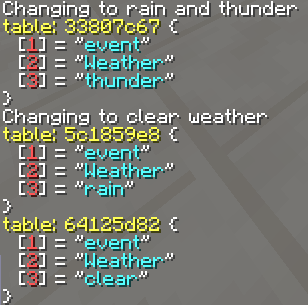 Changing to rain and thunder
table: 33807c67 {
[1] = "event"
[2] = "Weather"
[3] = "thunder"
}
Changing to clear weather
table: 5c1859e8 {
[1] = "event"
[2] = "Weather"
[3] = "rain"
}
table: 64125d82 {
[1] = "event"
[2] = "Weather"
[3] = "clear"
}